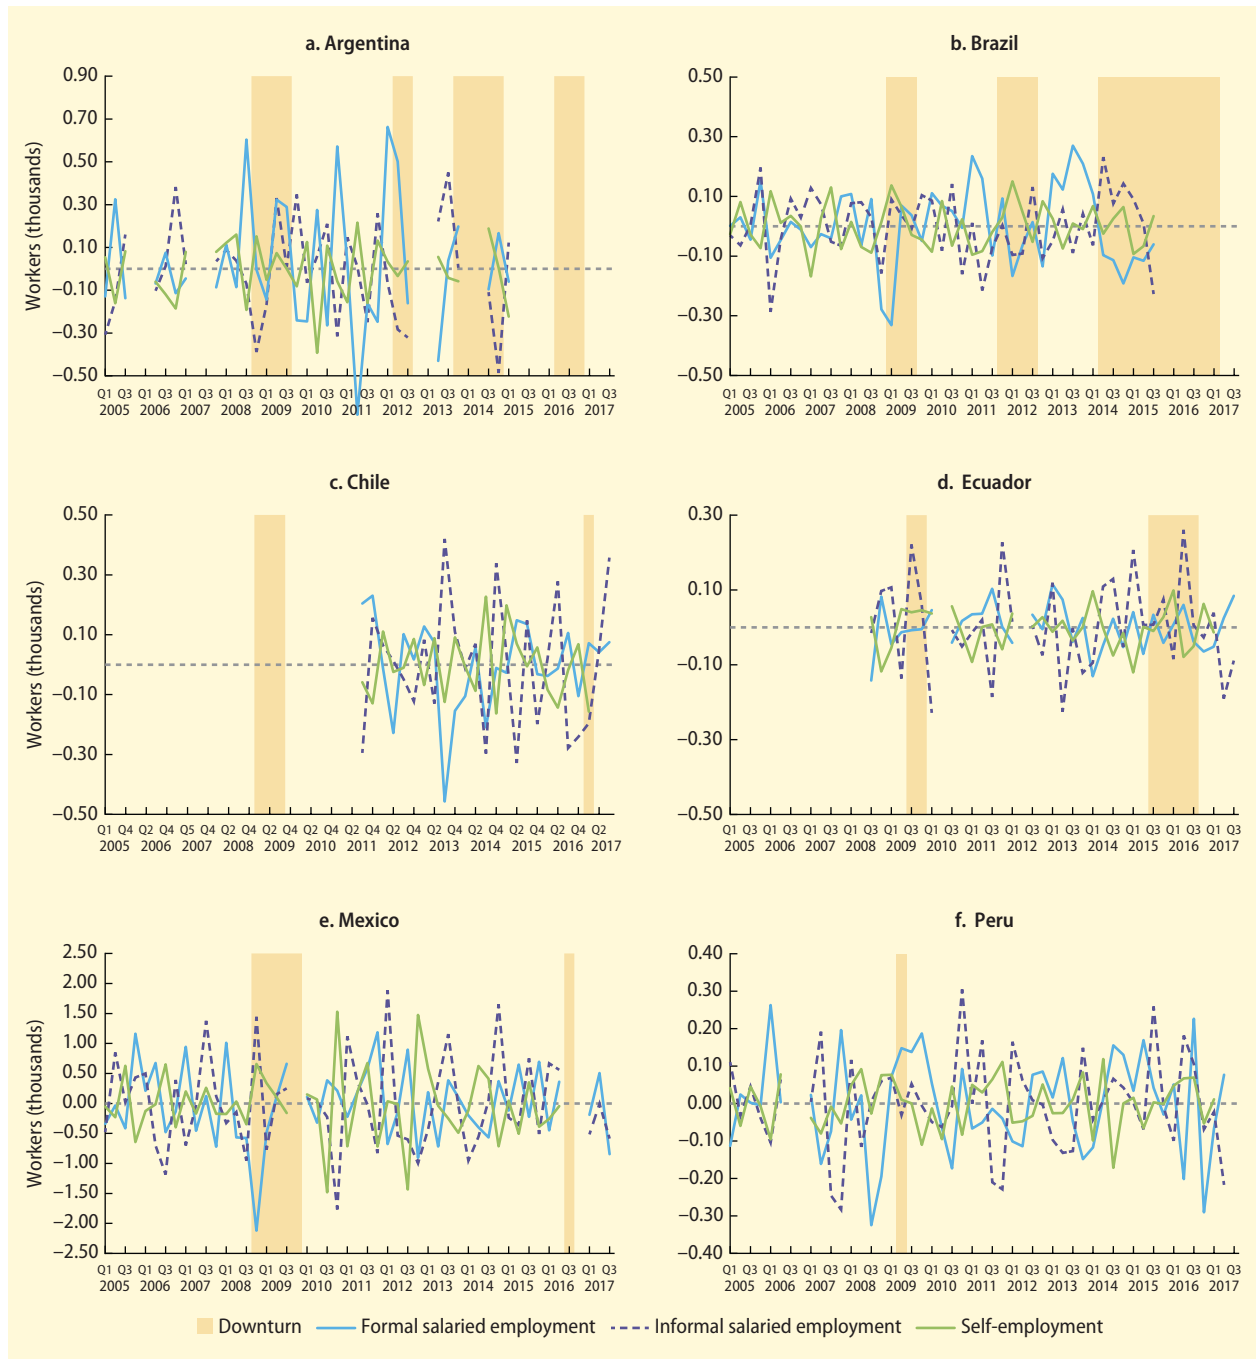 a. Argentina
Workers (thousands)
0.90
0.70
0.50
0.30
0.10
−0.10
−0.30
−0.50
Q1 Q3 Q1 Q3 Q1 Q3 Q1 Q3 Q1 Q3 Q1 Q3 Q1 Q3 Q1 Q3 Q1 Q3 Q1 Q3 Q1 Q3 Q1 Q3 Q1 Q3
2005 2006 2007 2008 2009 2010 2011 2012 2013 2014 2015 2016 2017
b. Brazil
0.50
0.30
0.10
−0.10
−0.30
−0.50
Q1 Q3 Q1 Q3 Q1 Q3 Q1 Q3 Q1 Q3 Q1 Q3 Q1 Q3 Q1 Q3 Q1 Q3 Q1 Q3 Q1 Q3 Q1 Q3 Q1 Q3
2005 2006 2007 2008 2009 2010 2011 2012 2013 2014 2015 2016 2017
c. Chile
Workers (thousands)
0.50
0.30
0.10
−0.10
−0.30
−0.50
Q1 Q4 Q2 Q4 Q5 Q4 Q2 Q4 Q2 Q4 Q2 Q4 Q2 Q4 Q2 Q4 Q2 Q4 Q2 Q4 Q2 Q4 Q2 Q4 Q2
2005 2006 2007 2008 2009 2010 2011 2012 2013 2014 2015 2016 2017
d. Ecuador
0.30
0.10
−0.10
−0.30
−0.50
Q1 Q3 Q1 Q3 Q1 Q3 Q1 Q3 Q1 Q3 Q1 Q3 Q1 Q3 Q1 Q3 Q1 Q3 Q1 Q3 Q1 Q3 Q1 Q3 Q1 Q3
2005 2006 2007 2008 2009 2010 2011 2012 2013 2014 2015 2016 2017
e. Mexico
Workers (thousands)
2.50
2.00
1.50
1.00
0.50
0.00
−0.50
−1.00
−1.50
−2.00
−2.50
Q1 Q3 Q1 Q3 Q1 Q3 Q1 Q3 Q1 Q3 Q1 Q3 Q1 Q3 Q1 Q3 Q1 Q3 Q1 Q3 Q1 Q3 Q1 Q3 Q1 Q3
2005 2006 2007 2008 2009 2010 2011 2012 2013 2014 2015 2016 2017
f. Peru
0.40
0.30
0.20
0.10
0.00
−0.10
−0.20
−0.30
−0.40
Q1 Q3 Q1 Q3 Q1 Q3 Q1 Q3 Q1 Q3 Q1 Q3 Q1 Q3 Q1 Q3 Q1 Q3 Q1 Q3 Q1 Q3 Q1 Q3 Q1 Q3
2005 2006 2007 2008 2009 2010 2011 2012 2013 2014 2015 2016 2017
Downturn Formal salaried employment Informal salaried employment Self-employment